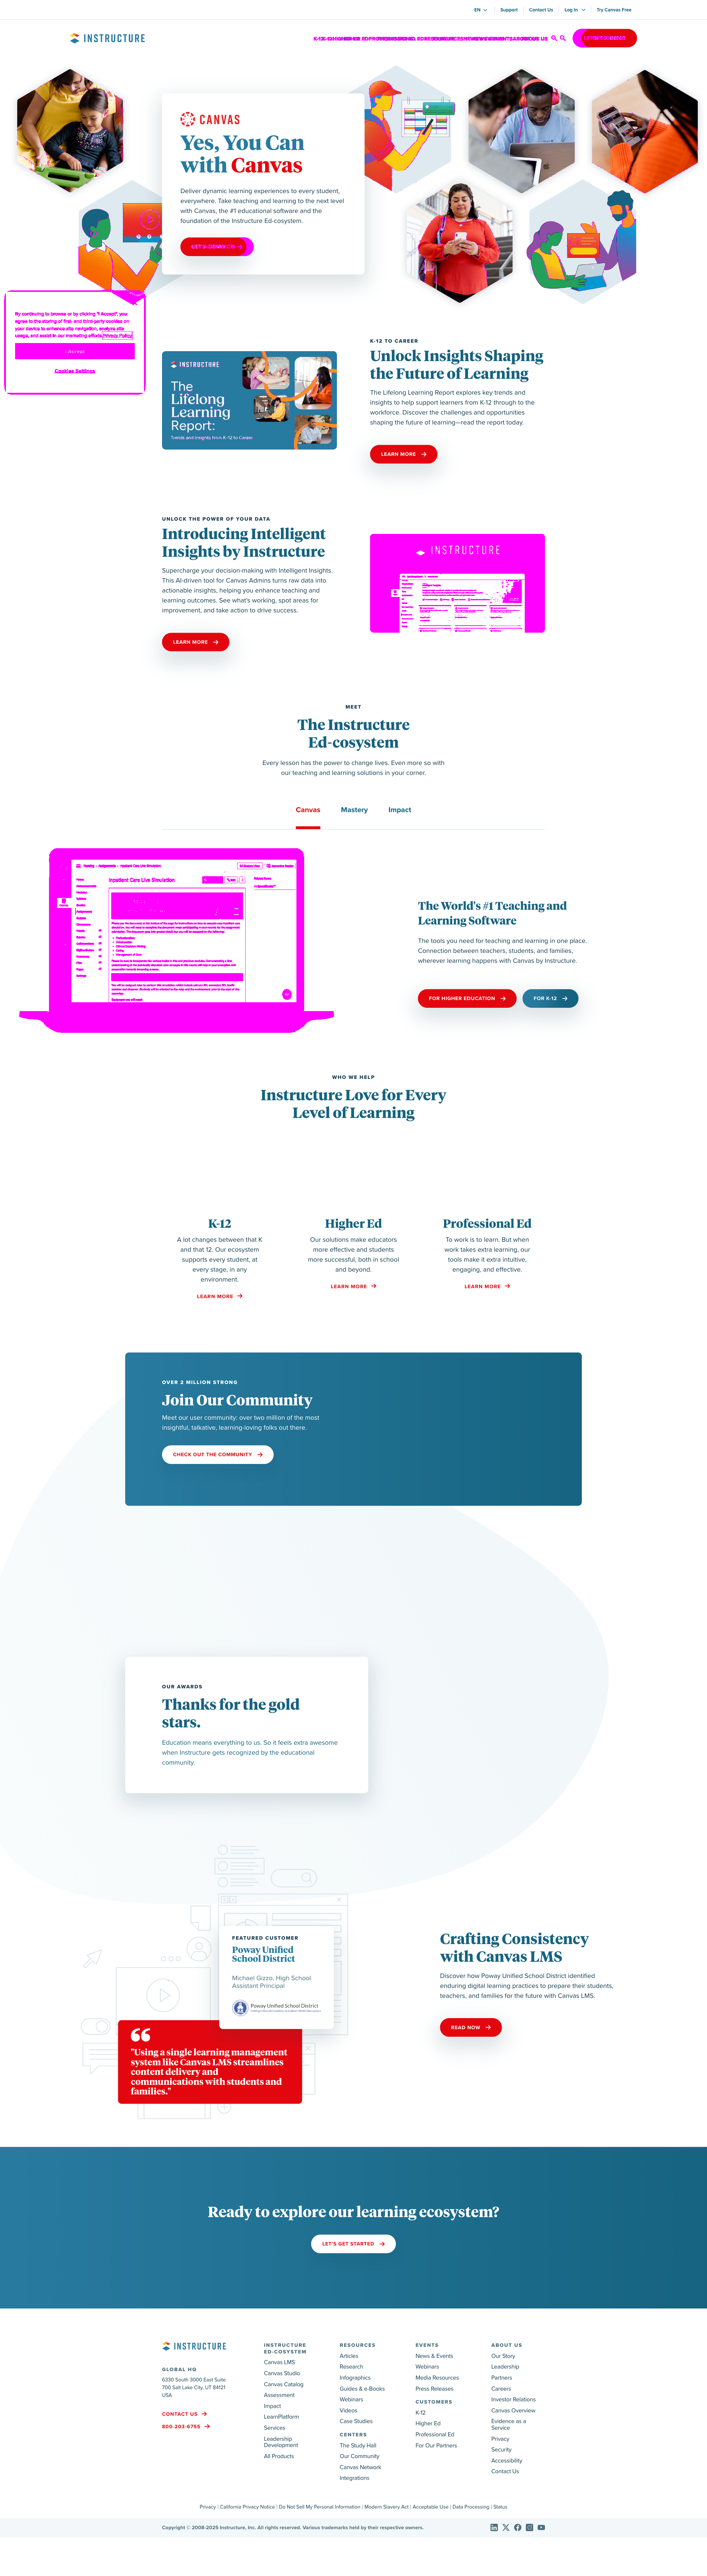 EN
Support
Contact Us
Log In
Try Canvas Free
INSTRUCTURE
CANVAS
Yes, You Can
with Canvas
Deliver dynamic learning experiences to every student,
everywhere. Take teaching and learning to the next level
with Canvas, the #1 educational software and the
foundation of the Instructure Ed-cosystem.
By continuing to browse or by clicking "I Accept", you
agree to the storing of first- and third-party cookies on
your device to enhance site navigation, analyze site
usage, and assist in our marketing efforts. Privacy Policy
I Accept
Cookies Settings
INSTRUCTURE
The
Lifelong
Learning
Report:
Trends and Insights from K-12 to Career
K-12 TO CAREER
Unlock Insights Shaping
the Future of Learning
The Lifelong Learning Report explores key trends and
insights to help support learners from K-12 through to the
workforce. Discover the challenges and opportunities
shaping the future of learning—read the report today.
LEARN MORE
UNLOCK THE POWER OF YOUR DATA
Introducing Intelligent
Insights by Instructure
Supercharge your decision-making with Intelligent Insights.
This AI-driven tool for Canvas Admins turns raw data into
actionable insights, helping you enhance teaching and
learning outcomes. See what's working, spot areas for
improvement, and take action to drive success.
LEARN MORE
INSTRUCTURE
MEET
The Instructure
Ed-cosystem
Every lesson has the power to change lives. Even more so with
our teaching and learning solutions in your corner.
Canvas
Mastery
Impact
Inpatient Care Live Simulation
The World's #1 Teaching and
Learning Software
The tools you need for teaching and learning in one place.
Connection between teachers, students, and families,
wherever learning happens with Canvas by Instructure.
FOR HIGHER EDUCATION
FOR K-12
WHO WE HELP
Instructure Love for Every
Level of Learning
K-12
A lot changes between that K
and that 12. Our ecosystem
supports every student, at
every stage, in any
environment.
LEARN MORE
Higher Ed
Our solutions make educators
more effective and students
more successful, both in school
and beyond.
LEARN MORE
Professional Ed
To work is to learn. But when
work takes extra learning, our
tools make it extra intuitive,
engaging, and effective.
LEARN MORE
OVER 2 MILLION STRONG
Join Our Community
Meet our user community: over two million of the most
insightful, talkative, learning-loving folks out there.
CHECK OUT THE COMMUNITY
OUR AWARDS
Thanks for the gold
stars.
Education means everything to us. So it feels extra awesome
when Instructure gets recognized by the educational
community.
FEATURED CUSTOMER
Poway Unified
School District
Michael Gizzo, High School
Assistant Principal
Poway Unified School District
"Using a single learning management
system like Canvas LMS streamlines
content delivery and
communications with students and
families."
Crafting Consistency
with Canvas LMS
Discover how Poway Unified School District identified
enduring digital learning practices to prepare their students,
teachers, and families for the future with Canvas LMS.
READ NOW
Ready to explore our learning ecosystem?
LET'S GET STARTED
INSTRUCTURE
GLOBAL HQ
6330 South 3000 East Suite
700 Salt Lake City, UT 84121
USA
CONTACT US
800-203-6755
INSTRUCTURE
ED-COSYSTEM
Canvas LMS
Canvas Studio
Canvas Catalog
Assessment
Impact
LearnPlatform
Services
Leadership
Development
All Products
RESOURCES
Articles
Research
Infographics
Guides & e-Books
Webinars
Videos
Case Studies
CENTERS
The Study Hall
Our Community
Canvas Network
Integrations
EVENTS
News & Events
Webinars
Media Resources
Press Releases
CUSTOMERS
K-12
Higher Ed
Professional Ed
For Our Partners
ABOUT US
Our Story
Leadership
Partners
Careers
Investor Relations
Canvas Overview
Evidence as a
Service
Privacy
Security
Accessibility
Contact Us
Privacy | California Privacy Notice | Do Not Sell My Personal Information | Modern Slavery Act | Acceptable Use | Data Processing | Status
Copyright © 2008-2025 Instructure, Inc. All rights reserved. Various trademarks held by their respective owners.